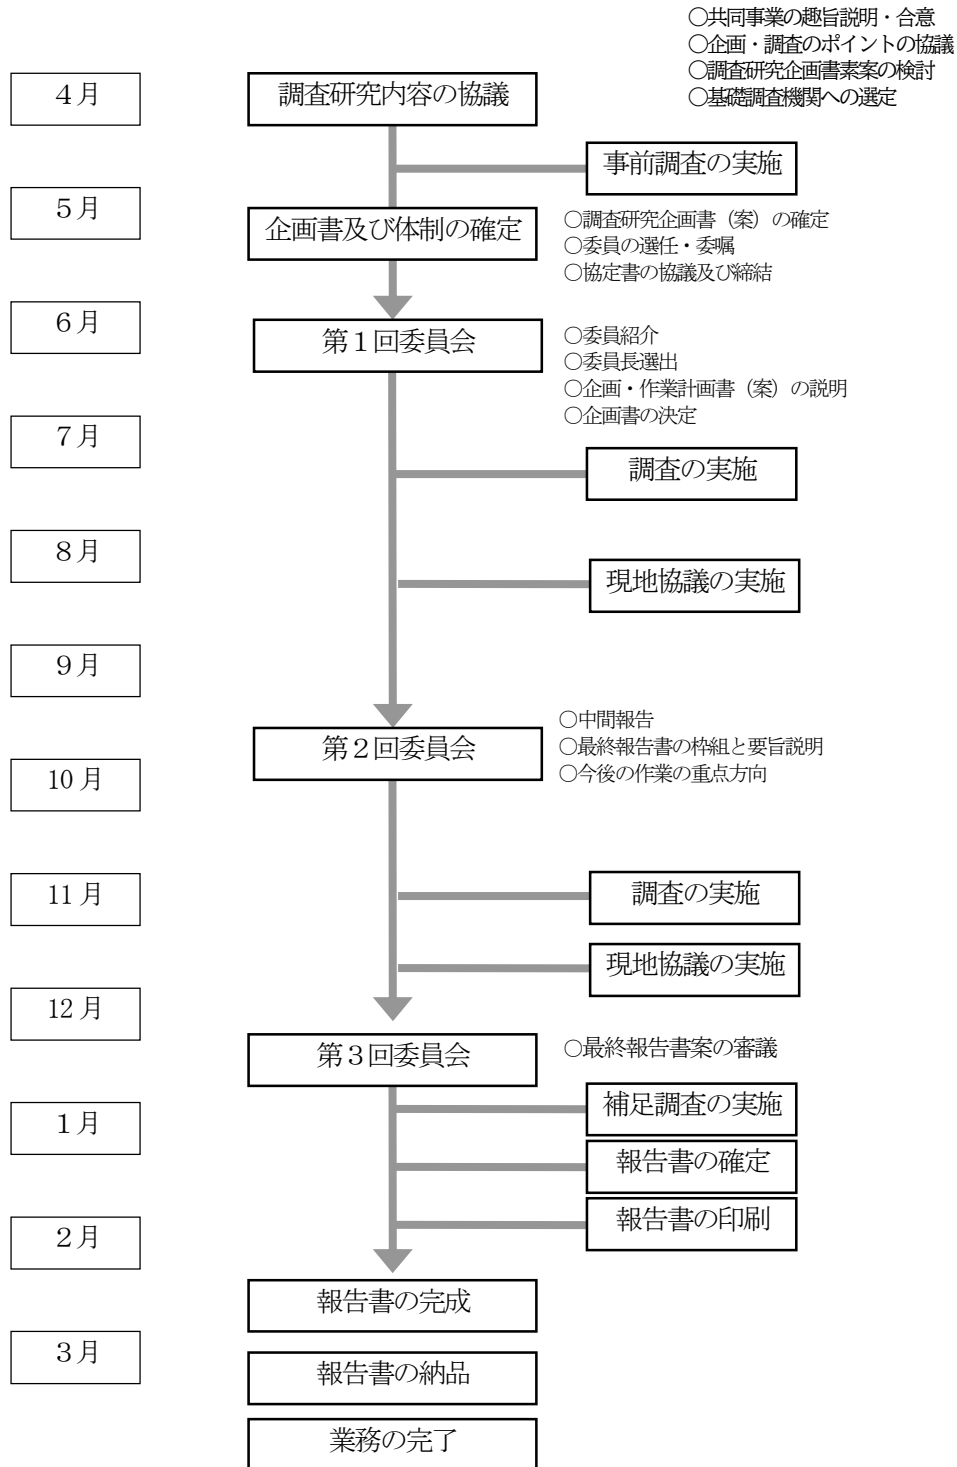 ○共同事業の趣旨説明・合意
○企画・調査のポイントの協議
○調査研究企画書素案の検討
○基礎調査機関への選定
４月
調査研究内容の協議
事前調査の実施
５月
企画書及び体制の確定
○調査研究企画書（案）の確定
○委員の選任・委嘱
○協定書の協議及び締結
６月
第１回委員会
○委員紹介
○委員長選出
○企画・作業計画書（案）の説明
○企画書の決定
７月
調査の実施
８月
現地協議の実施
９月
第２回委員会
○中間報告
○最終報告書の枠組と要旨説明
○今後の作業の重点方向
10月
11月
調査の実施
現地協議の実施
12月
第３回委員会
○最終報告書案の審議
補足調査の実施
１月
報告書の確定
報告書の印刷
２月
報告書の完成
３月
報告書の納品
業務の完了